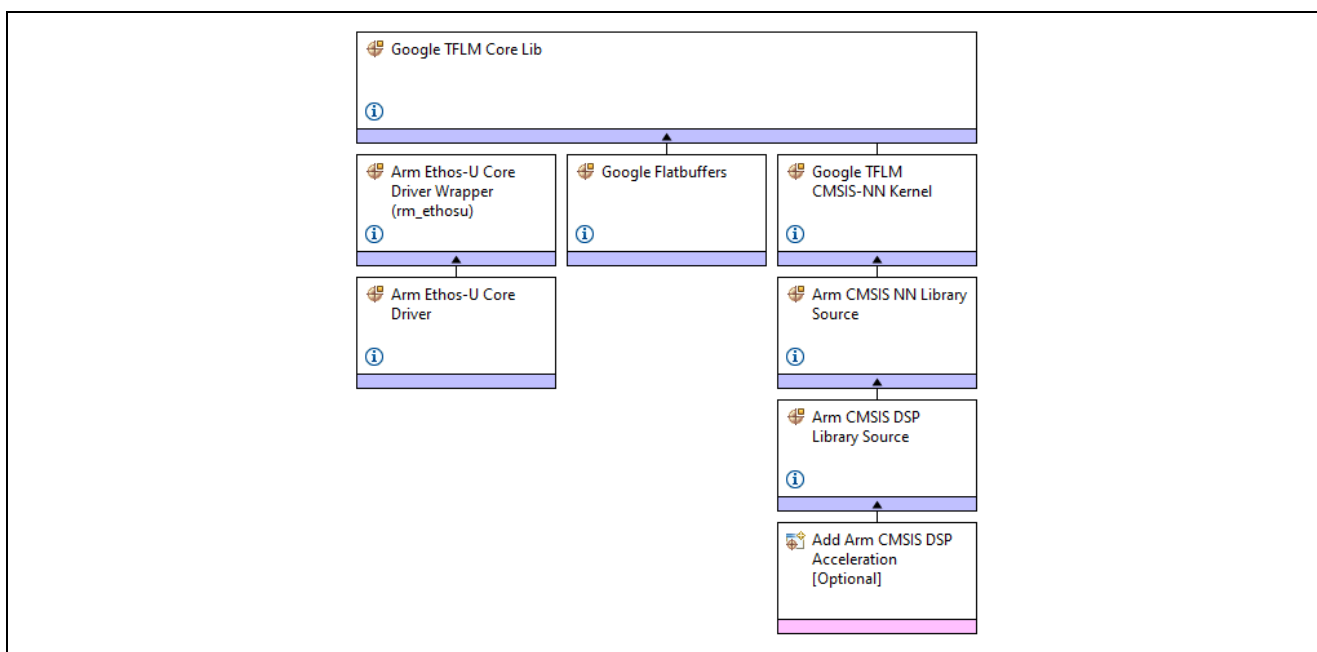 Google TFLM Core Lib
Arm Ethos-U Core
Driver Wrapper
(rm_ethosu)
Google Flatbuffers
Google TFLM
CMSIS-NN Kernel
Arm Ethos-U Core
Driver
Arm CMSIS NN Library
Source
Arm CMSIS DSP
Library Source
Add Arm CMSIS DSP
Acceleration
[Optional]